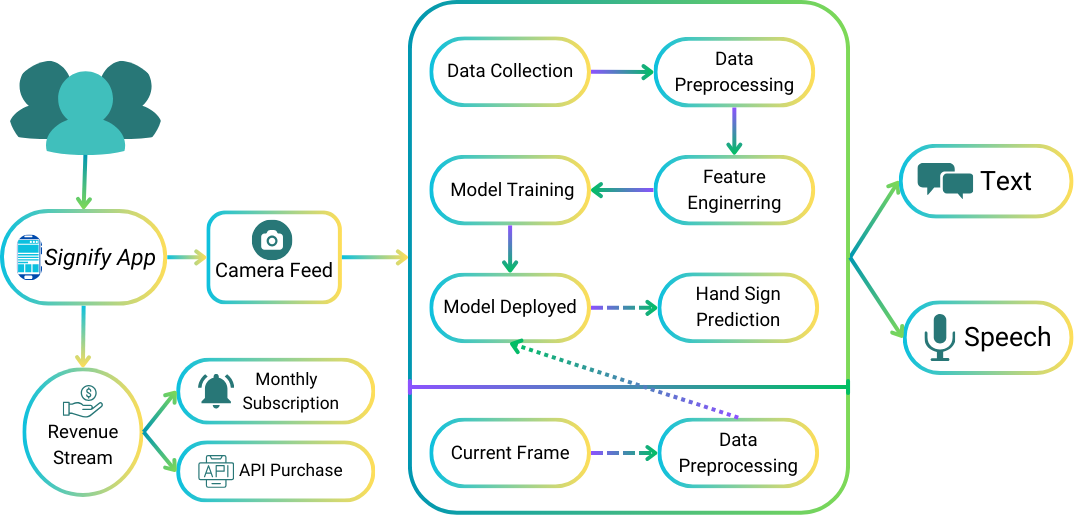 Signify App
Camera Feed
Revenue
Stream
$
Monthly
Subscription
API
API Purchase
Data Collection
Data
Preprocessing
Feature
Enginerring
Model Training
Model Deployed
Hand Sign
Prediction
Current Frame
Data
Preprocessing
Text
Speech